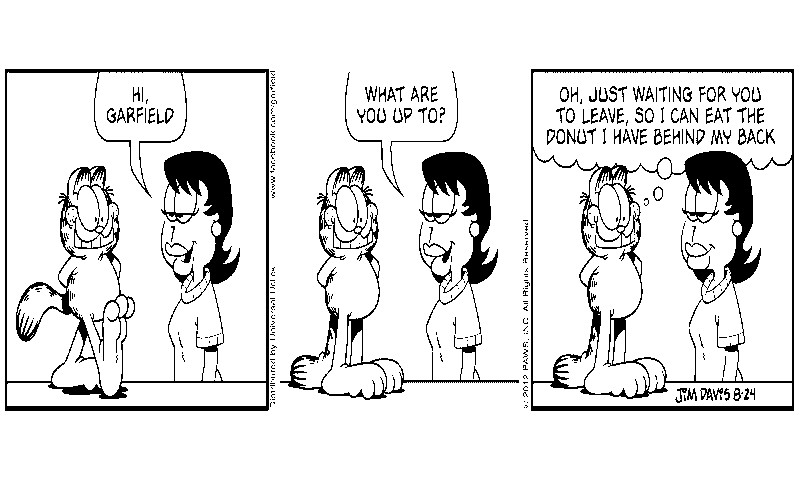 HI,
GARFIELD
www.facebook.com/garfield
Distributed by Universal Uclick
WHAT ARE
YOU UP TO?
© 2012 PAWS, INC. All Rights Reserved.
OH, JUST WAITING FOR YOU
TO LEAVE, SO I CAN EAT THE
DONUT I HAVE BEHIND MY BACK
JIM DAVIS 8-24